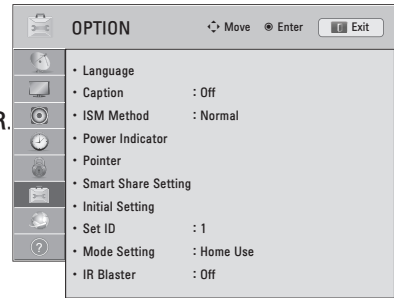 OPTION
Move Enter Exit
• Language
• Caption : Off
R.
• ISM Method : Normal
• Power Indicator
• Pointer
• Smart Share Setting
• Initial Setting
• Set ID : 1
• Mode Setting : Home Use
• IR Blaster : Off
?